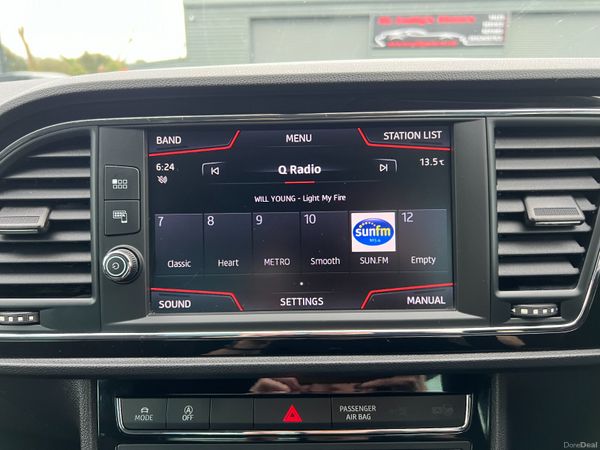 BAND
MENU
STATION LIST
6:24
Q Radio
13.5°C
WILL YOUNG - Light My Fire
7
8
9
10
12
sunfm
Classic
Heart
METRO
Smooth
SUN.FM
Empty
SOUND
SETTINGS
MANUAL
MODE
OFF
PASSENGER
AIR BAG
DoneDeal